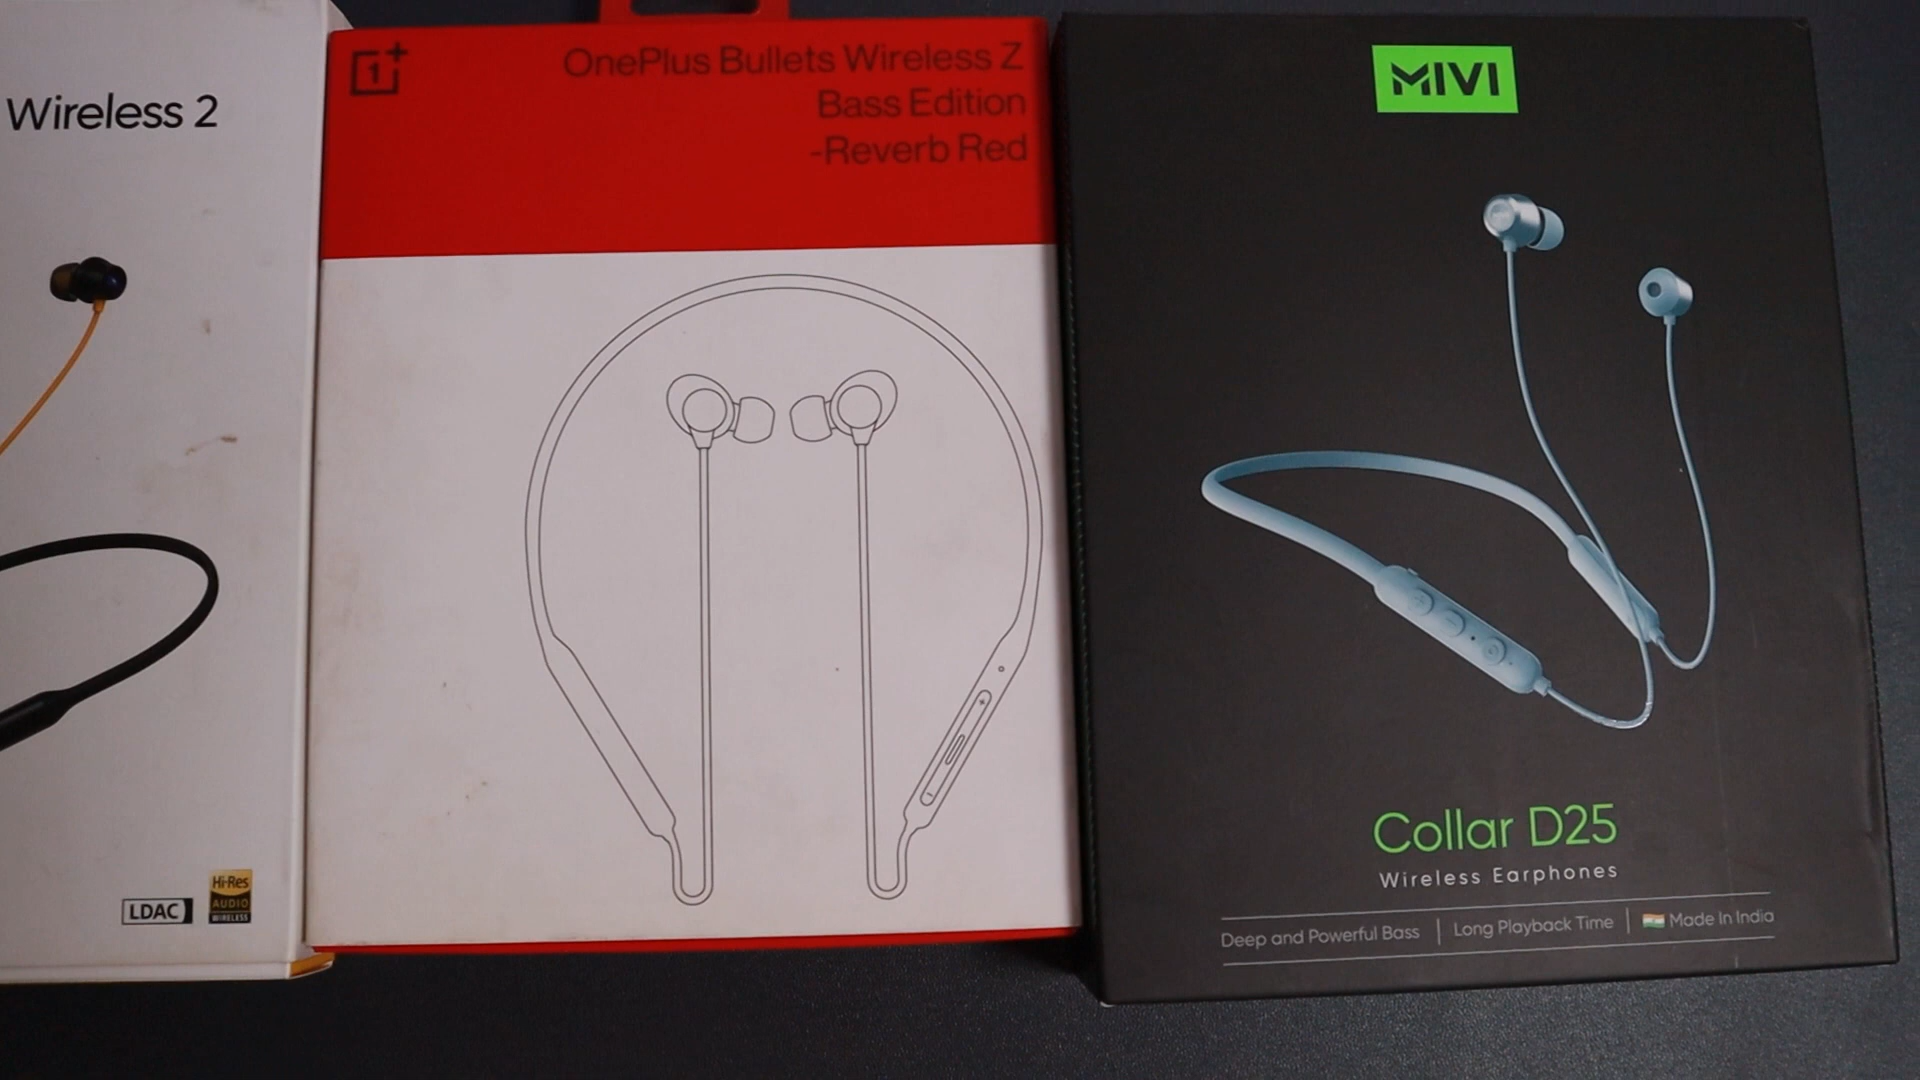 Wireless 2
LDAC
Hi-Res
AUDIO
WIRELESS
1+
OnePlus Bullets Wireless Z
Bass Edition
-Reverb Red
MIVI
Collar D25
Wireless Earphones
Deep and Powerful Bass | Long Playback Time | Made In India